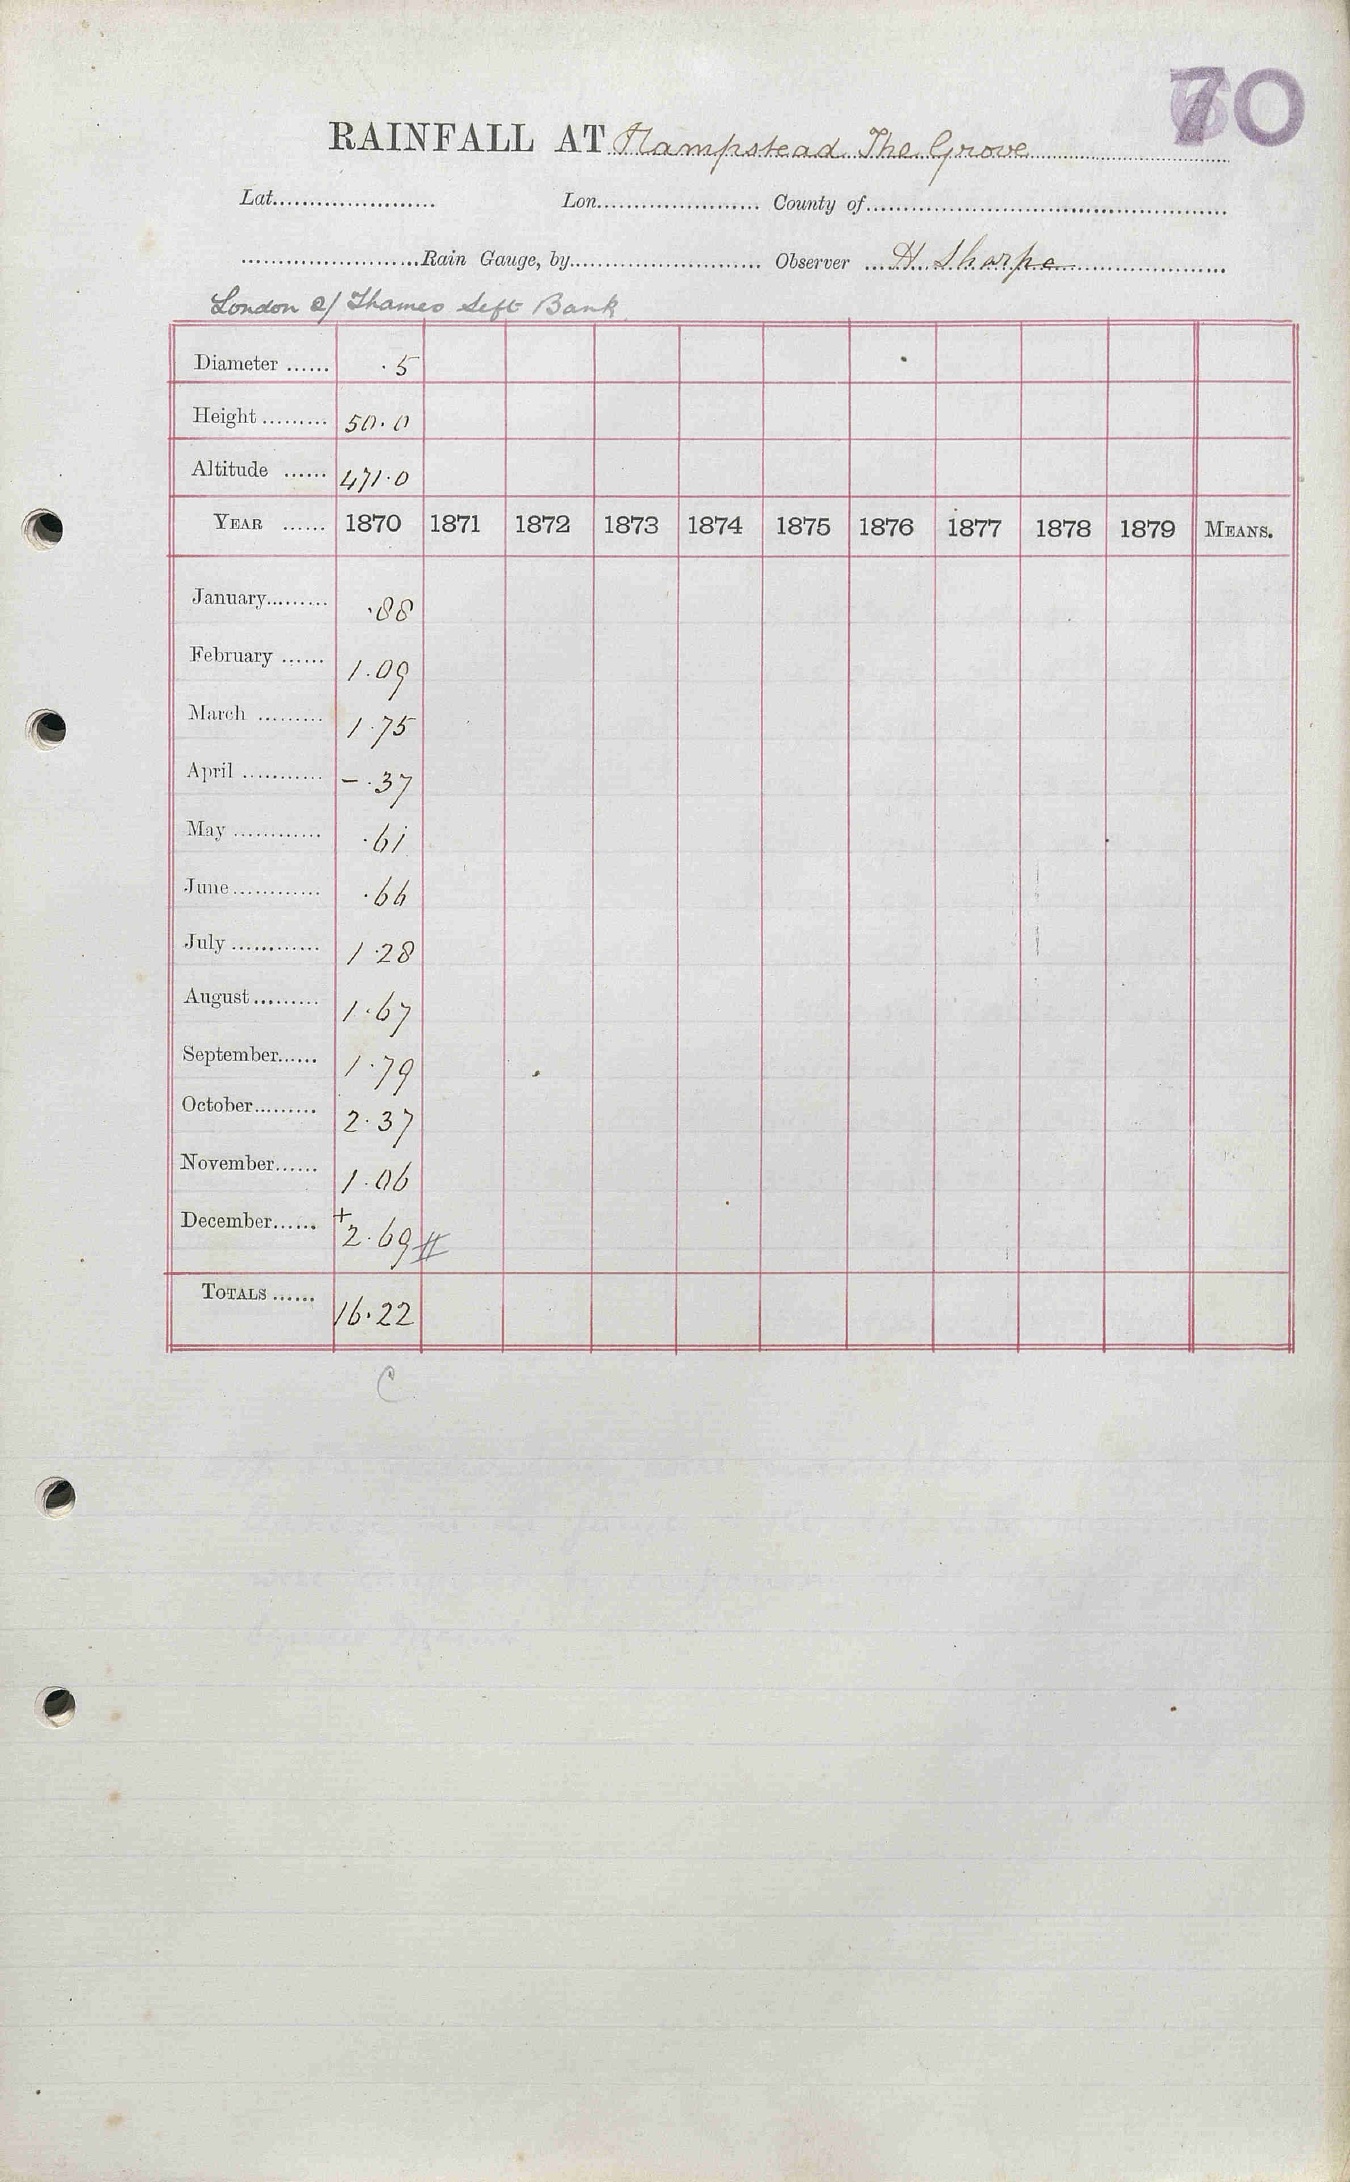 70
RAINFALL AT Hampstead The Grove
Lat...................... Lon...................... County of................................................
........................Rain Gauge, by.......................... Observer ....H. Sharpe.....................
London 2/ Thames Left Bank
Diameter ...... .5
Height ......... 50.0
Altitude ...... 471.0
YEAR ...... 1870 1871 1872 1873 1874 1875 1876 1877 1878 1879 MEANS.
January......... .88
February ...... 1.09
March ......... 1.75
April ........... - .37
May ............ .61
June............ .66
July ............ 1.28
August......... 1.67
September...... 1.79
October......... 2.37
November...... 1.06
December...... + 2.69 #
TOTALS ...... 16.22
C